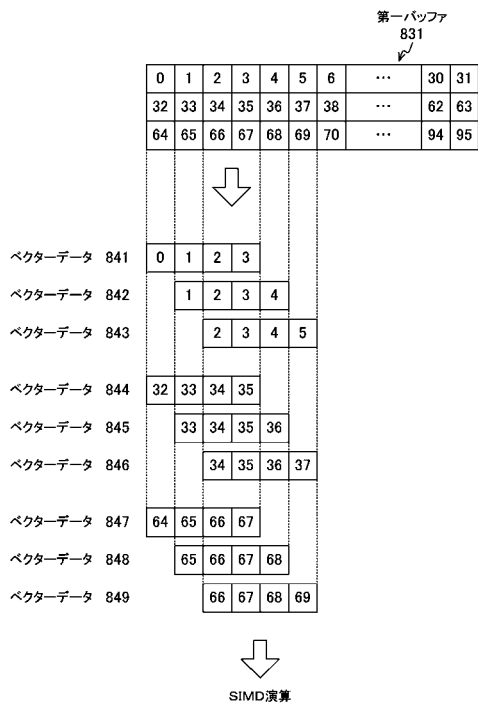 第一バッファ
831
0 1 2 3 4 5 6 … 30 31
32 33 34 35 36 37 38 … 62 63
64 65 66 67 68 69 70 … 94 95
ベクターデータ 841 0 1 2 3
ベクターデータ 842 1 2 3 4
ベクターデータ 843 2 3 4 5
ベクターデータ 844 32 33 34 35
ベクターデータ 845 33 34 35 36
ベクターデータ 846 34 35 36 37
ベクターデータ 847 64 65 66 67
ベクターデータ 848 65 66 67 68
ベクターデータ 849 66 67 68 69
SIMD演算